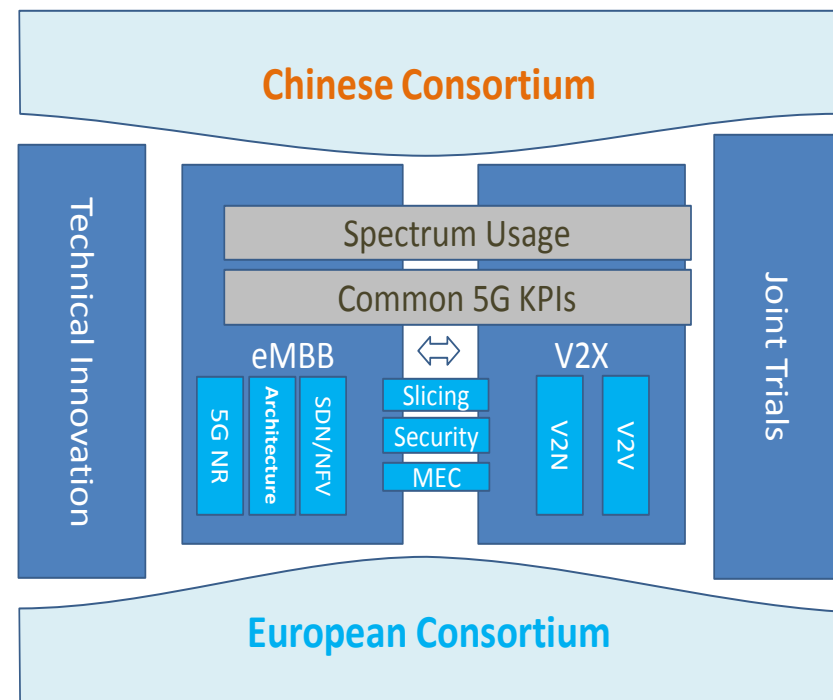 Chinese Consortium
Technical Innovation
Spectrum Usage
Common 5G KPIs
eMBB
V2X
5G NR
Architecture
SDN/NFV
Slicing
Security
MEC
V2N
V2V
Joint Trials
European Consortium